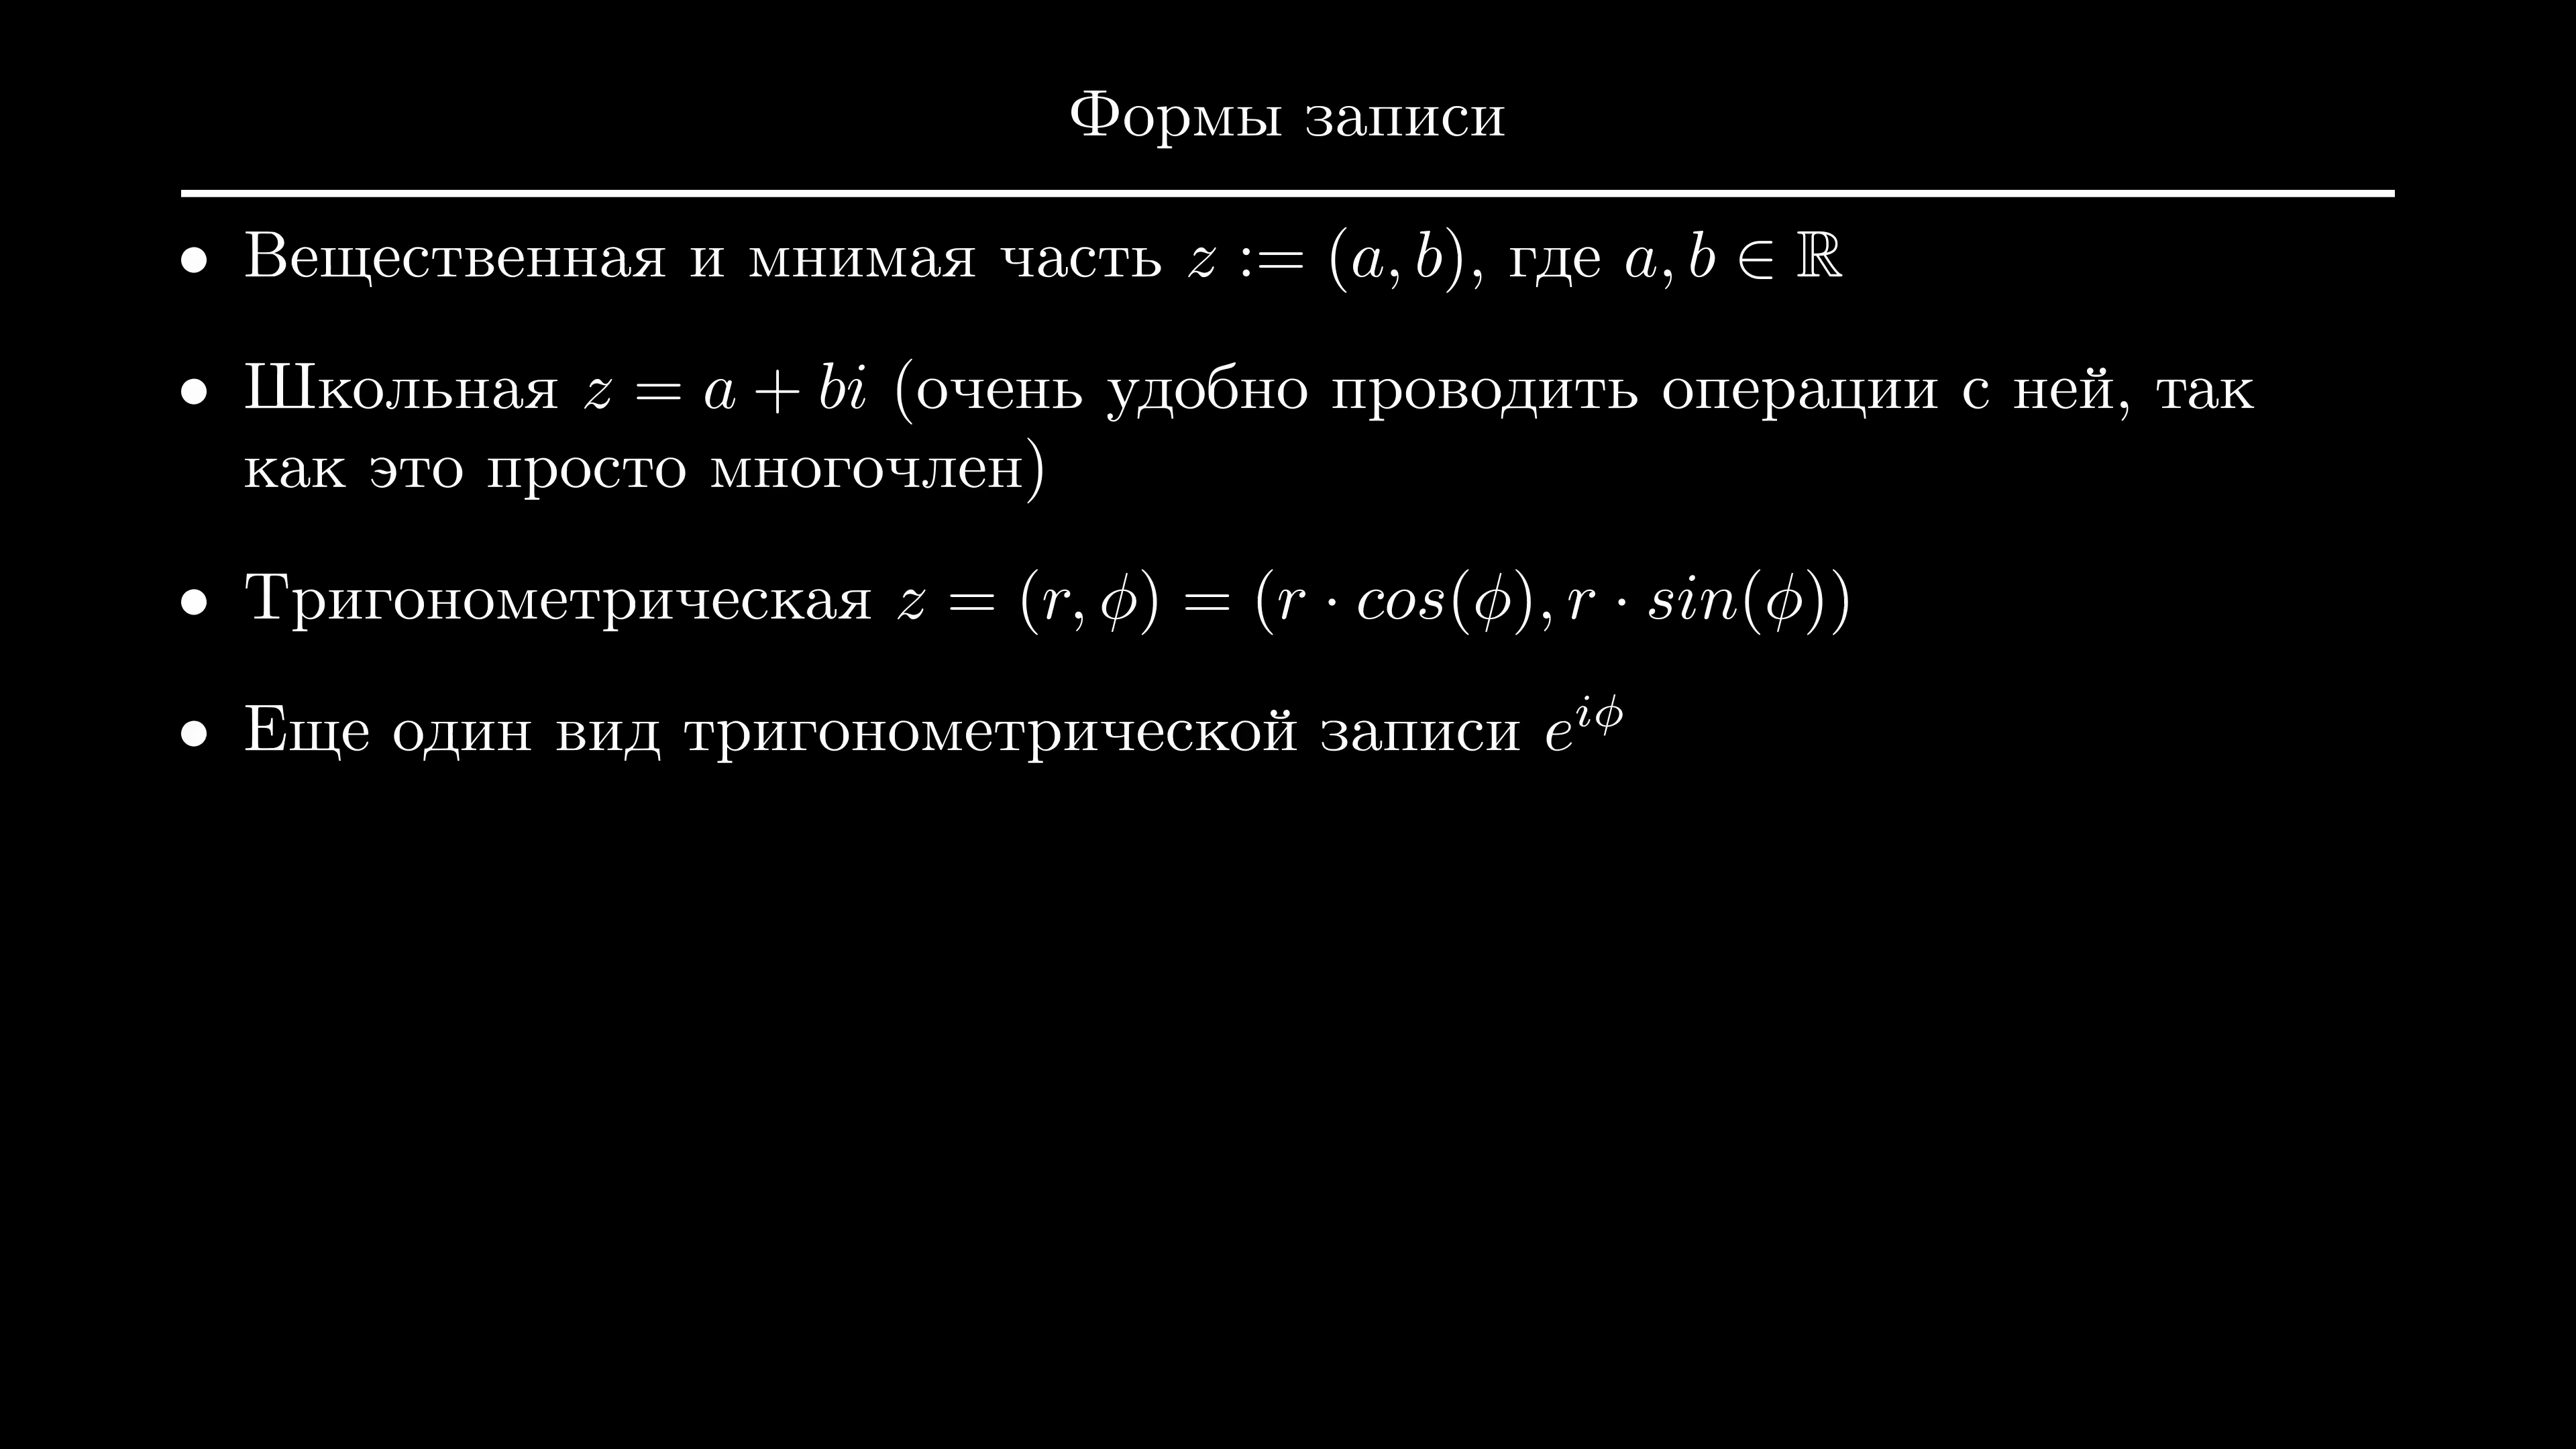 Формы записи
• Вещественная и мнимая часть z := (a, b), где a, b ∈ ℝ
• Школьная z = a + bi (очень удобно проводить операции с ней, так
как это просто многочлен)
• Тригонометрическая z = (r, ϕ) = (r · cos(ϕ), r · sin(ϕ))
• Еще один вид тригонометрической записи e^{iϕ}